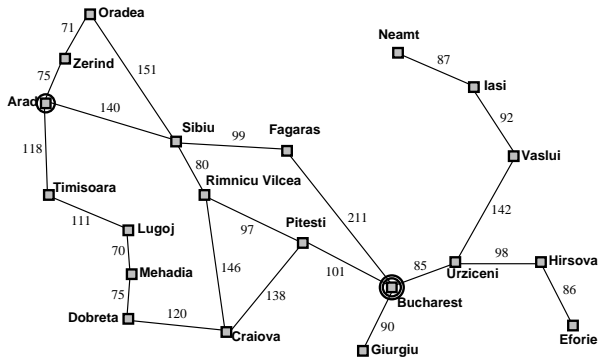 Oradea
71
Neamt
87
Zerind
75
151
Iasi
Arad
140
92
Sibiu
Fagaras
99
118
Vaslui
80
Timisoara
Rimnicu Vilcea
111
142
Lugoj
Pitesti
211
97
70
98
Hirsova
Mehadia
146
101
85
Urziceni
75
138
86
Bucharest
120
Dobreta
90
Craiova
Eforie
Giurgiu